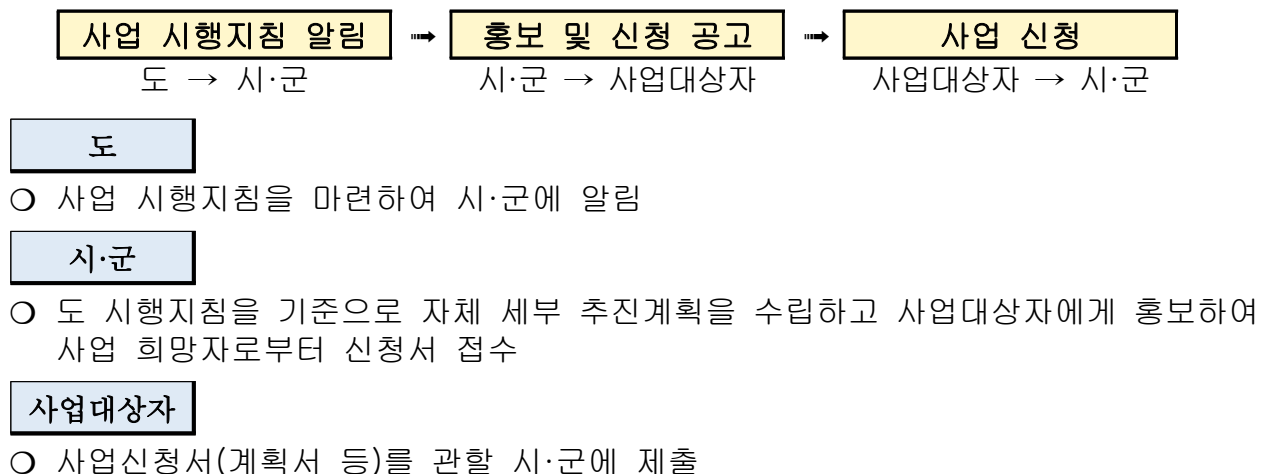 사업 시행지침 알림 ➟ 홍보 및 신청 공고 ➟ 사업 신청
도 → 시·군 시·군 → 사업대상자 사업대상자 → 시·군
도
❍ 사업 시행지침을 마련하여 시·군에 알림
시·군
❍ 도 시행지침을 기준으로 자체 세부 추진계획을 수립하고 사업대상자에게 홍보하여
사업 희망자로부터 신청서 접수
사업대상자
❍ 사업신청서(계획서 등)를 관할 시·군에 제출